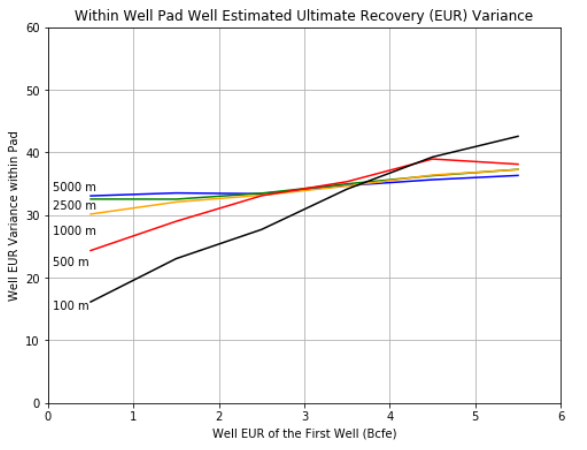 Within Well Pad Well Estimated Ultimate Recovery (EUR) Variance
60
50
40
30
20
10
0
Well EUR Variance within Pad
5000 m
2500 m
1000 m
500 m
100 m
0 1 2 3 4 5 6
Well EUR of the First Well (Bcfe)